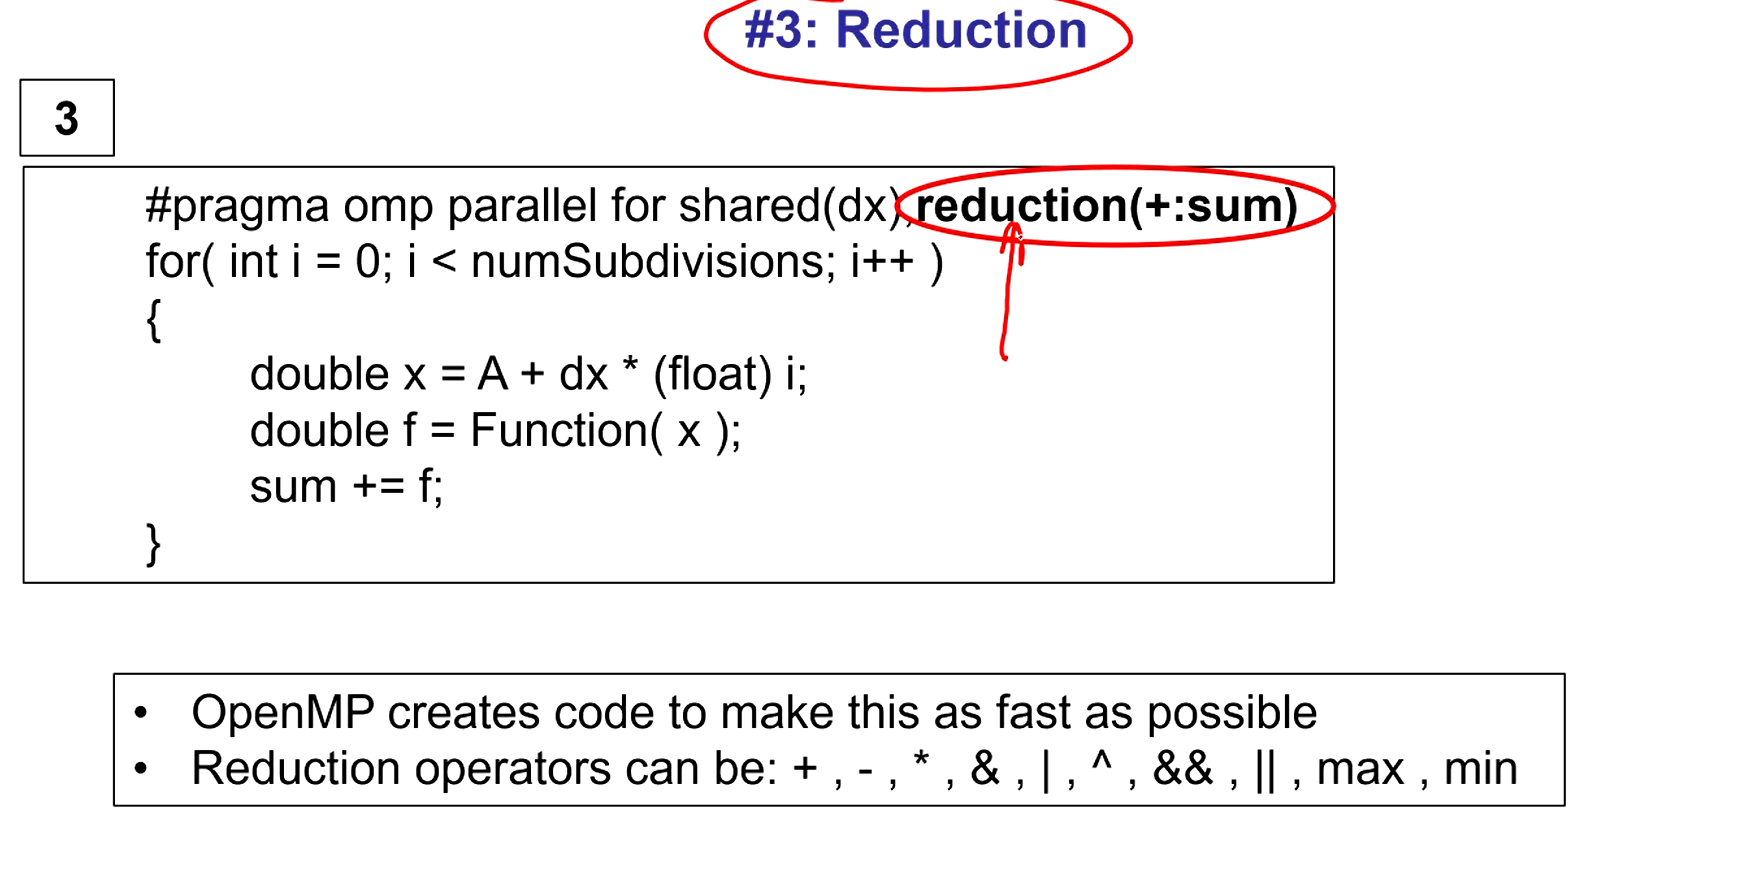 #3: Reduction
3
#pragma omp parallel for shared(dx),reduction(+:sum)
for( int i = 0; i < numSubdivisions; i++ )
{
double x = A + dx * (float) i;
double f = Function( x );
sum += f;
}
• OpenMP creates code to make this as fast as possible
• Reduction operators can be: + , - , * , & , | , ^ , && , || , max , min